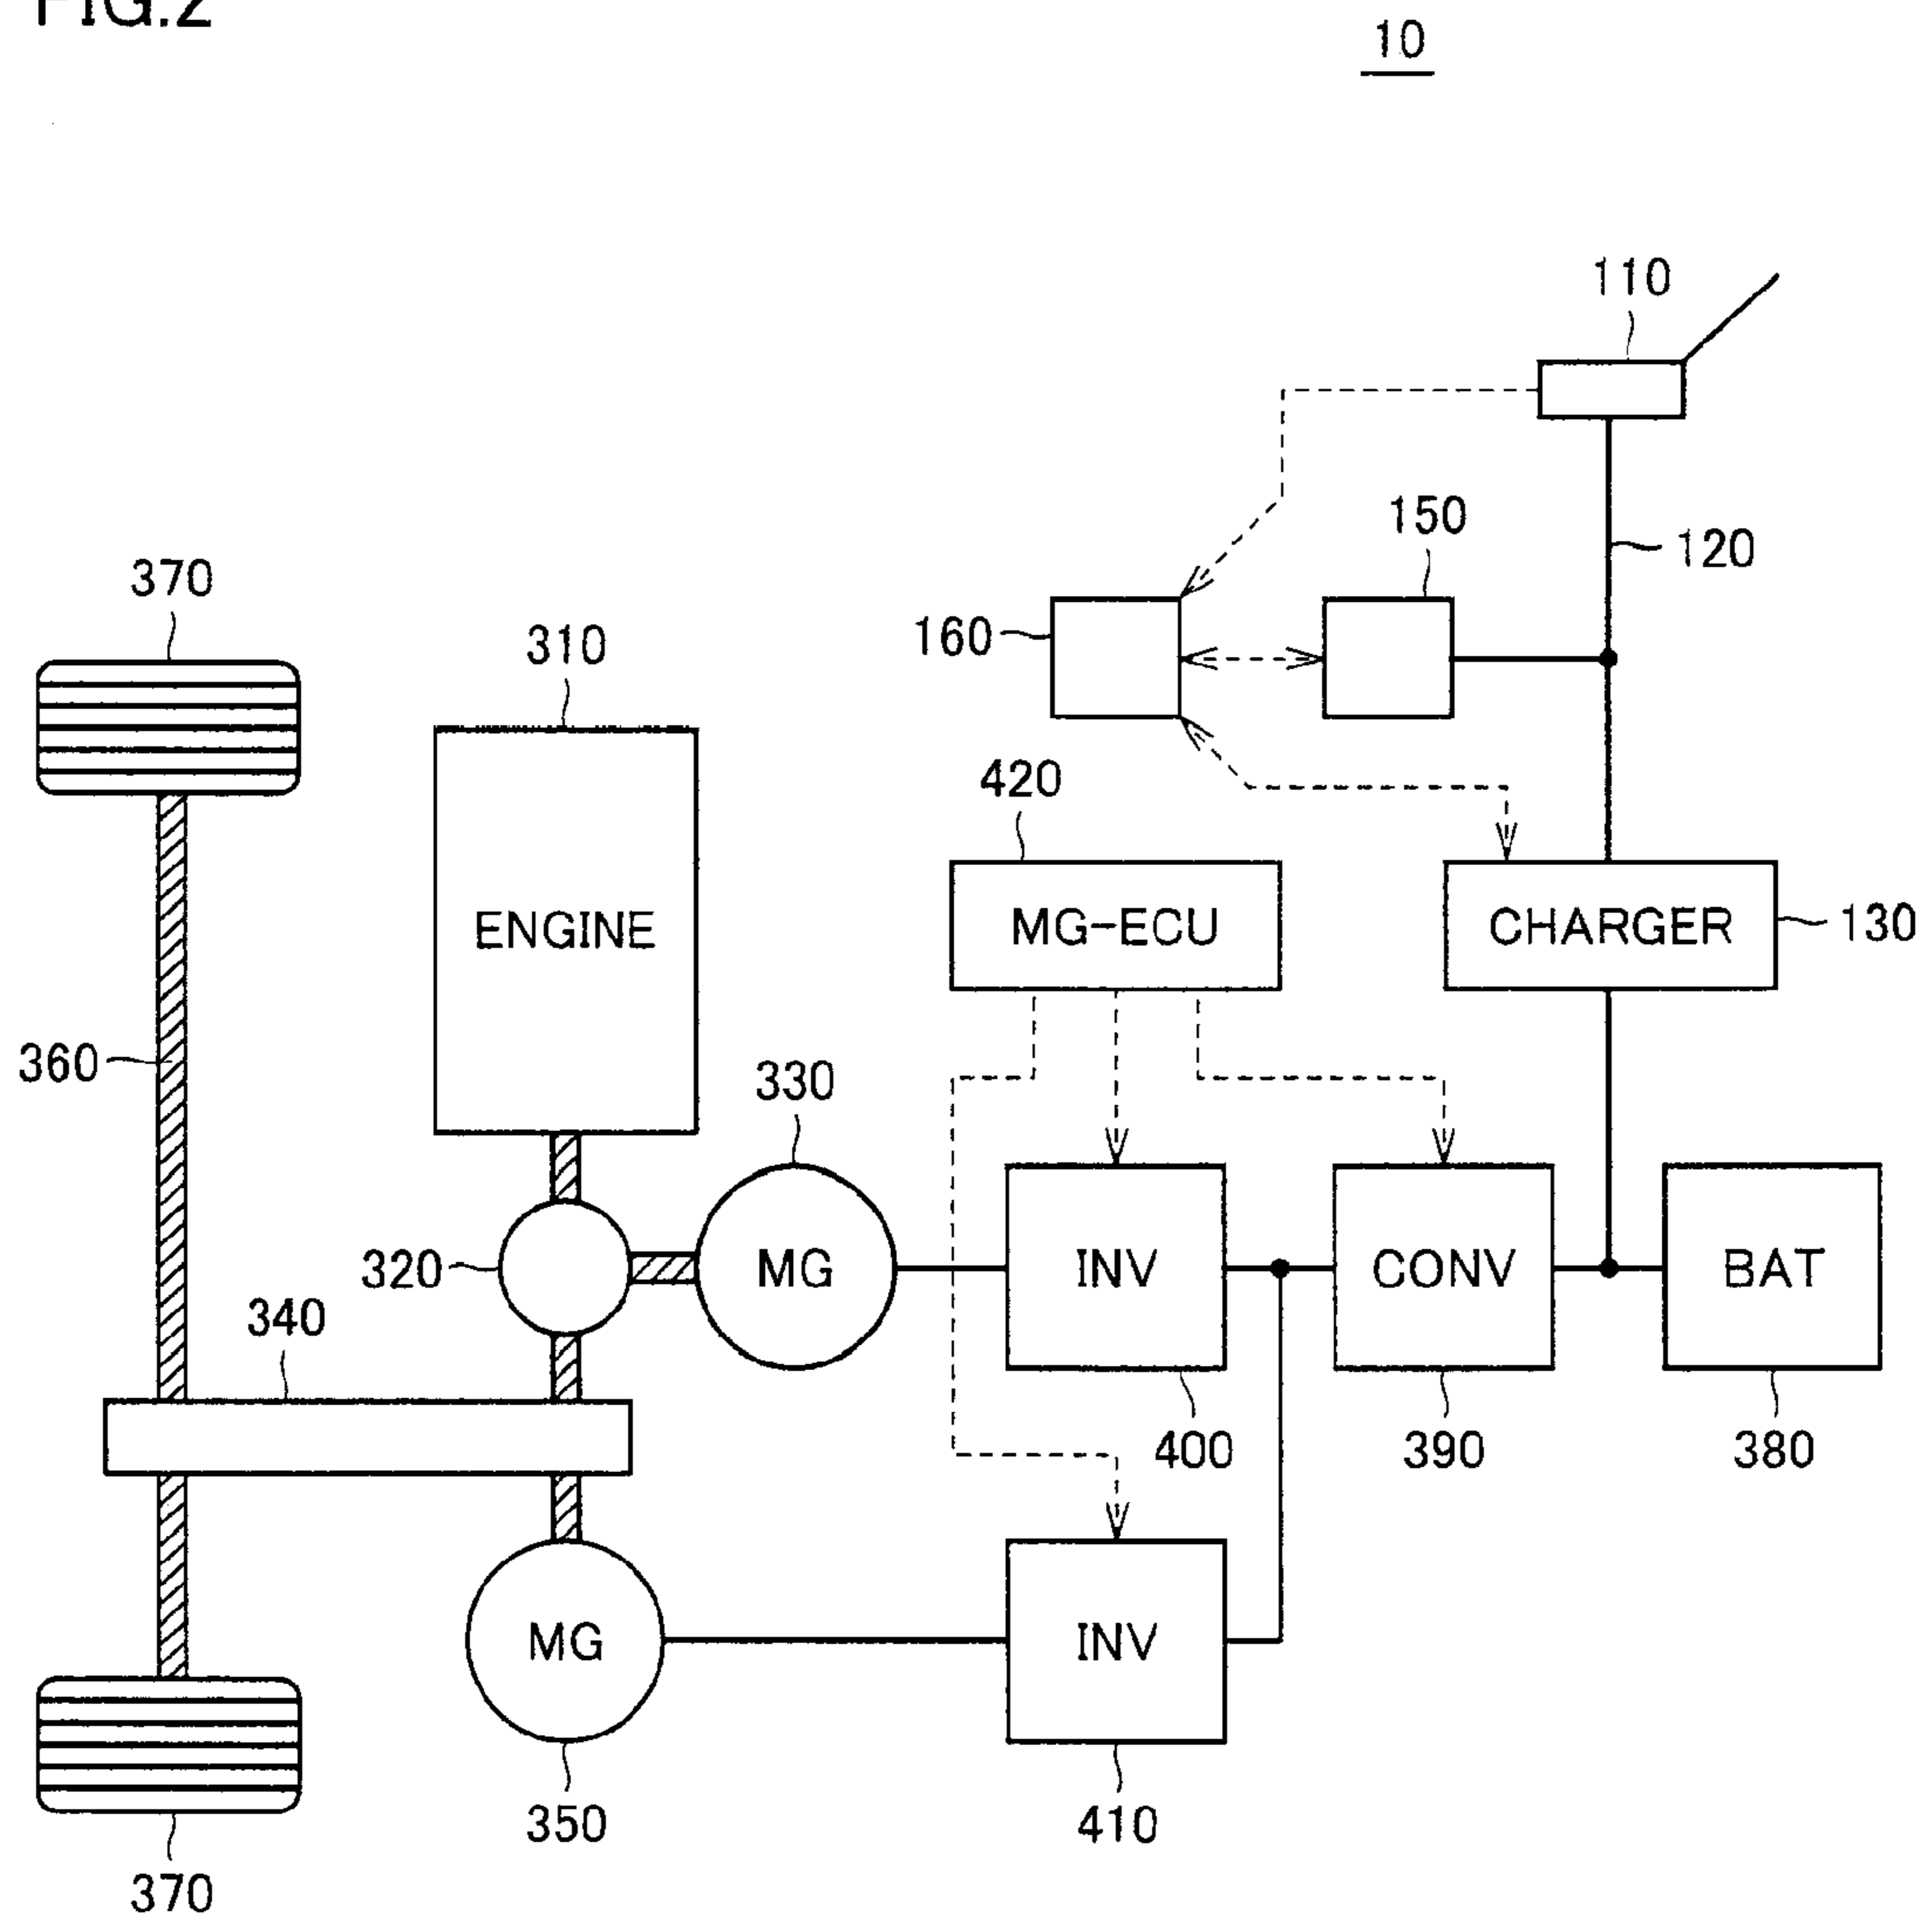 FIG.2
10
110
150
120
370
310
160
420
ENGINE
MG-ECU
CHARGER
130
360
330
320
MG
INV
CONV
BAT
340
400
390
380
MG
INV
350
410
370